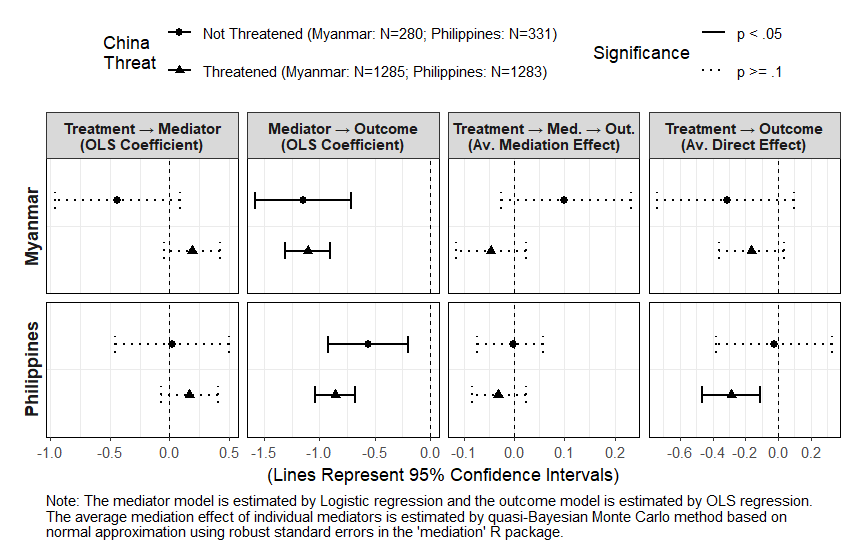 China
Threat
Not Threatened (Myanmar: N=280; Philippines: N=331)
Threatened (Myanmar: N=1285; Philippines: N=1283)
Significance
p < .05
p >= .1
Treatment → Mediator
(OLS Coefficient)
Mediator → Outcome
(OLS Coefficient)
Treatment → Med. → Out.
(Av. Mediation Effect)
Treatment → Outcome
(Av. Direct Effect)
Myanmar
Philippines
-1.0 -0.5 0.0 0.5
-1.5 -1.0 -0.5 0.0
-0.1 0.0 0.1 0.2
-0.6 -0.4 -0.2 0.0 0.2
(Lines Represent 95% Confidence Intervals)
Note: The mediator model is estimated by Logistic regression and the outcome model is estimated by OLS regression.
The average mediation effect of individual mediators is estimated by quasi-Bayesian Monte Carlo method based on
normal approximation using robust standard errors in the 'mediation' R package.